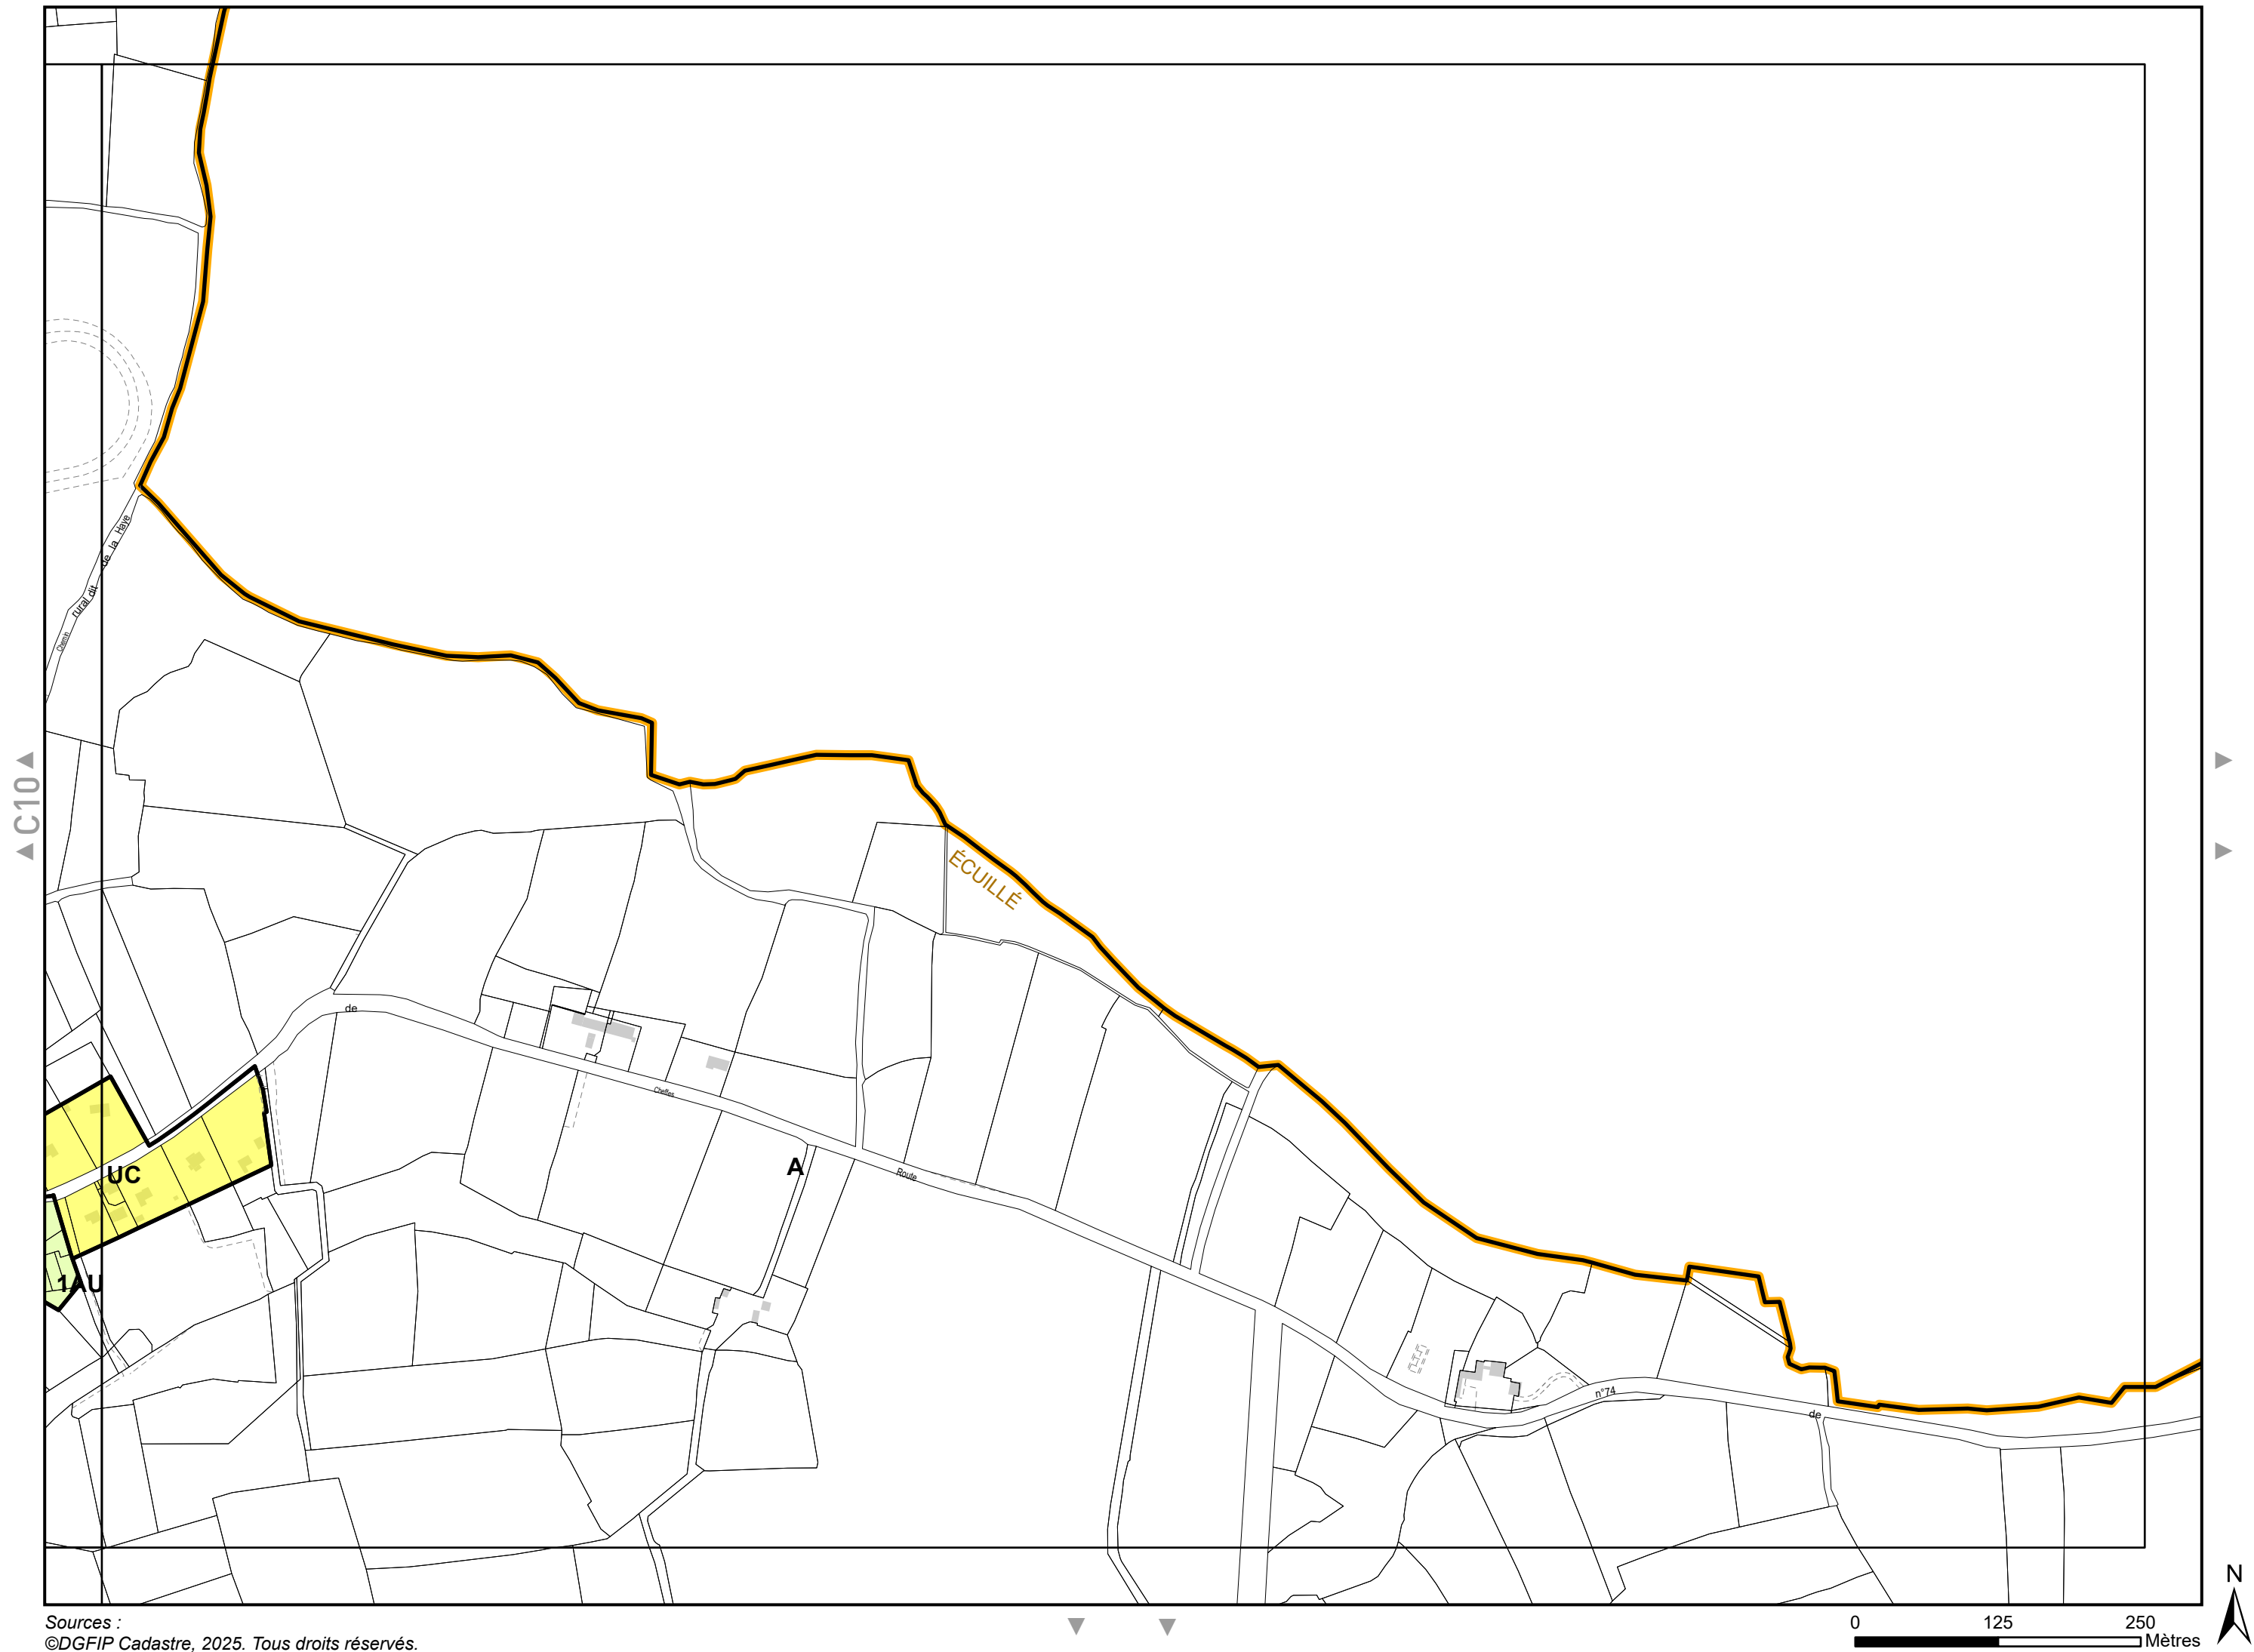 rural dit de la Haye
Chemin
C10
ÉCUILLÉ
de
Cheffes
UC
A
Route
1AU
n°74
de
N
Sources :
©DGFIP Cadastre, 2025. Tous droits réservés.
0 125 250
Mètres